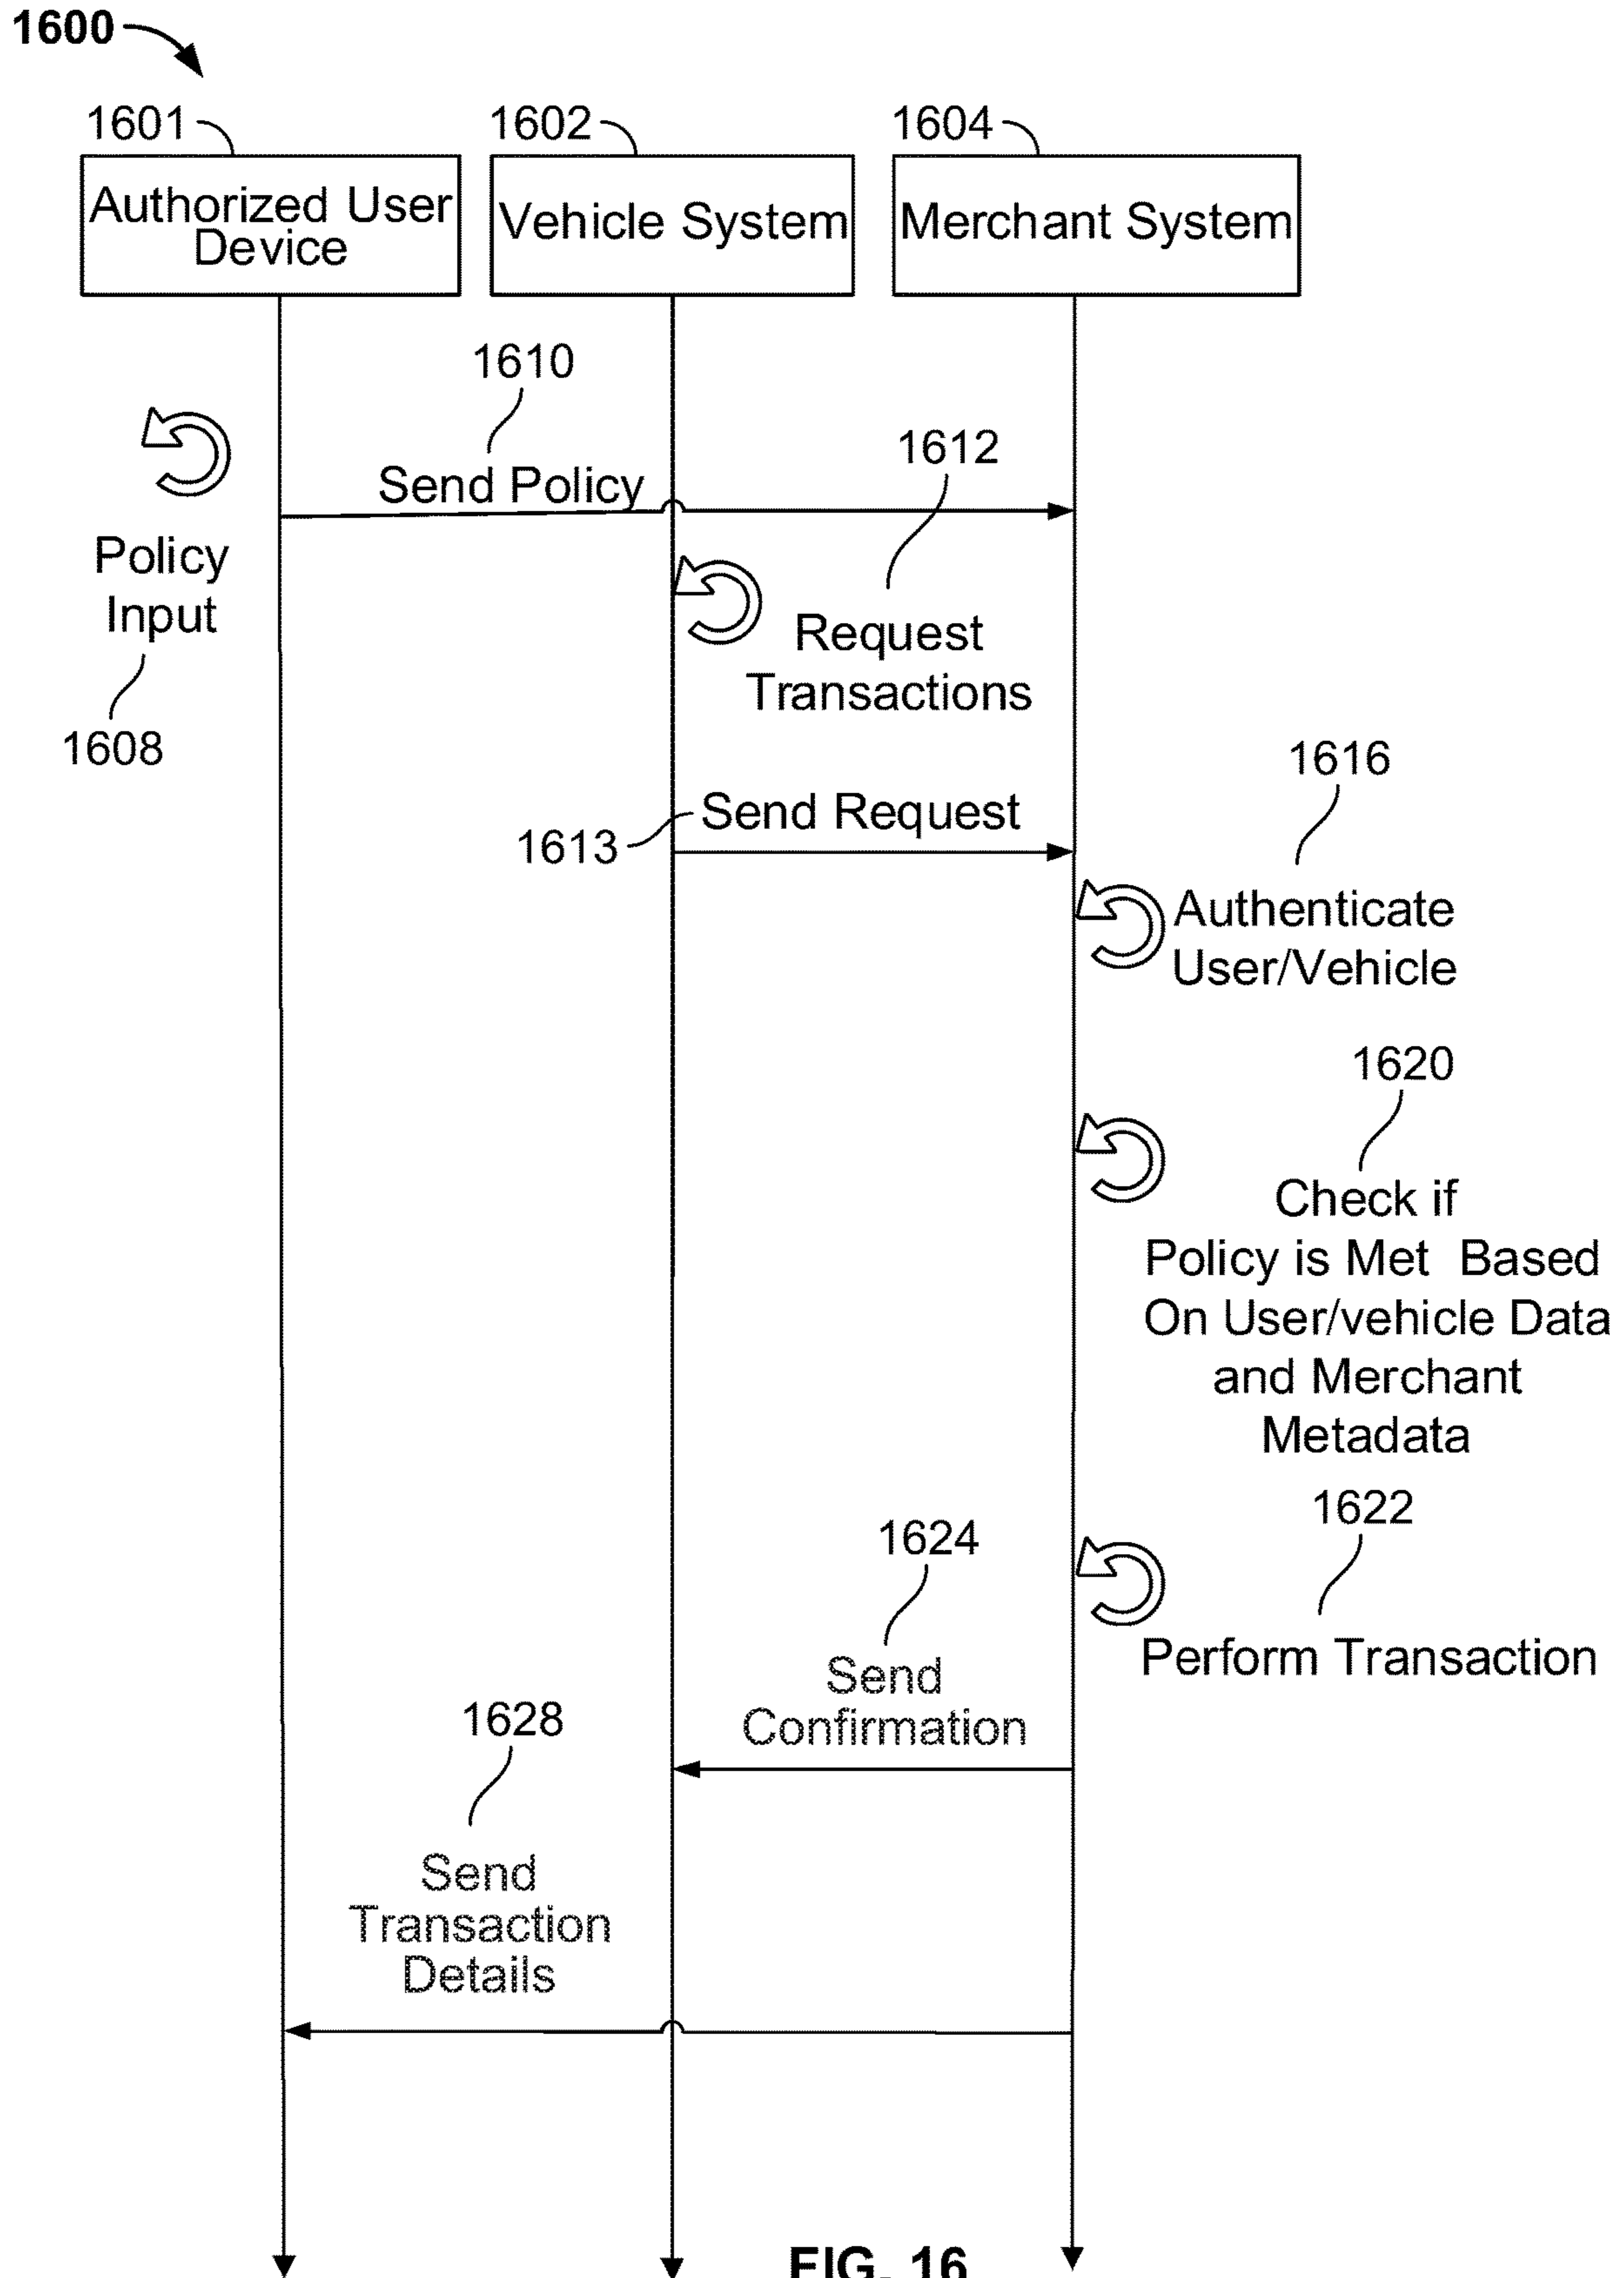 1600
1601
1602
1604
Authorized User
Device
Vehicle System
Merchant System
1610
Send Policy
1612
Policy
Input
1608
Request
Transactions
1616
Send Request
1613
Authenticate
User/Vehicle
1620
Check if
Policy is Met Based
On User/vehicle Data
and Merchant
Metadata
1622
1624
Perform Transaction
Send
Confirmation
1628
Send
Transaction
Details
FIG. 16